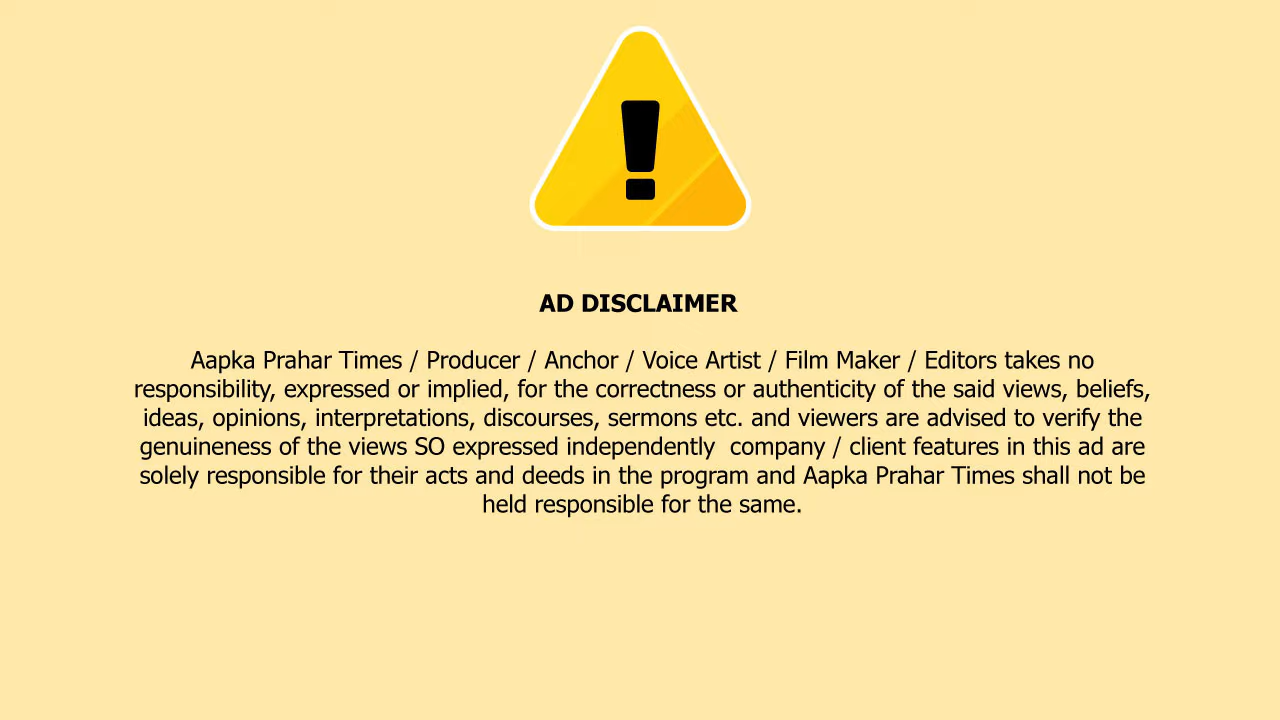 AD DISCLAIMER
Aapka Prahar Times / Producer / Anchor / Voice Artist / Film Maker / Editors takes no
responsibility, expressed or implied, for the correctness or authenticity of the said views, beliefs,
ideas, opinions, interpretations, discourses, sermons etc. and viewers are advised to verify the
genuineness of the views SO expressed independently  company / client features in this ad are
solely responsible for their acts and deeds in the program and Aapka Prahar Times shall not be
held responsible for the same.